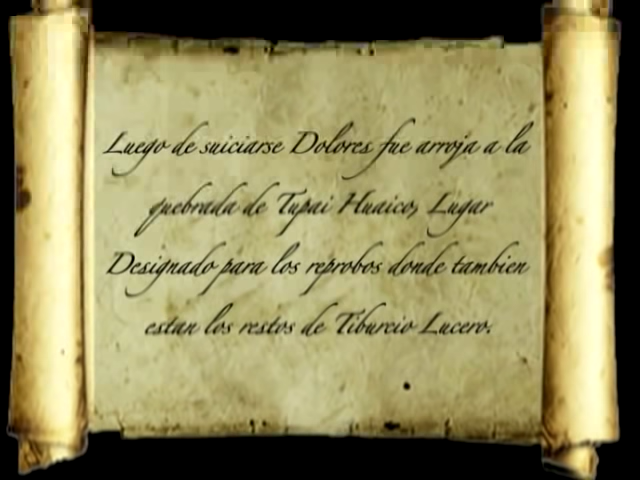 Luego de suiciarse Dolores fue arroja a la
quebrada de Tupai Huaico, Lugar
Designado para los reprobos donde tambien
estan los restos de Tiburcio Lucero.